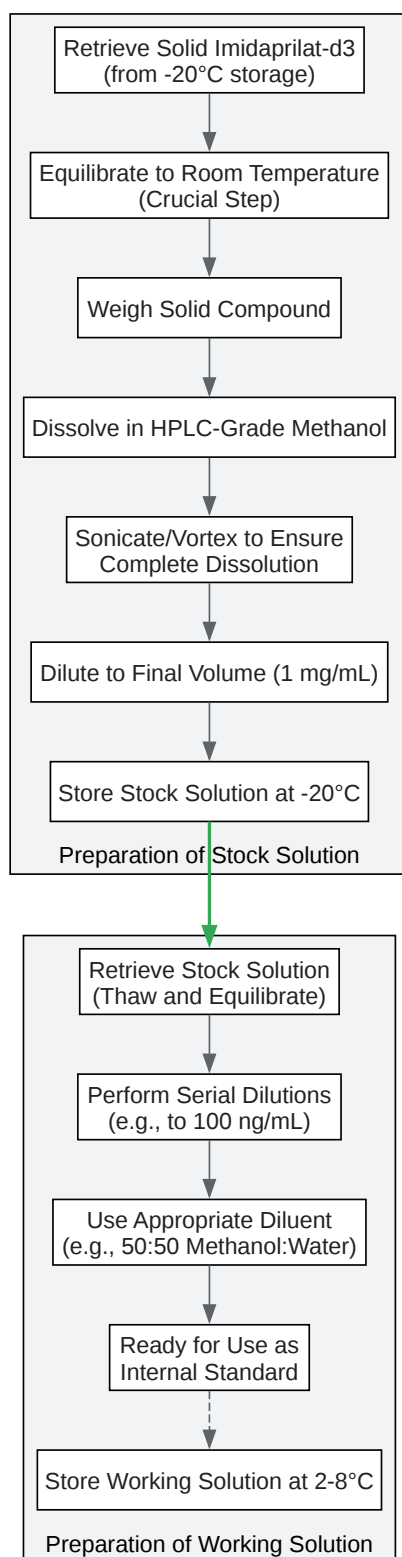 Retrieve Solid Imidaprilat-d3
(from -20°C storage)
Equilibrate to Room Temperature
(Crucial Step)
Weigh Solid Compound
Dissolve in HPLC-Grade Methanol
Sonicate/Vortex to Ensure
Complete Dissolution
Dilute to Final Volume (1 mg/mL)
Store Stock Solution at -20°C
Preparation of Stock Solution
Retrieve Stock Solution
(Thaw and Equilibrate)
Perform Serial Dilutions
(e.g., to 100 ng/mL)
Use Appropriate Diluent
(e.g., 50:50 Methanol:Water)
Ready for Use as
Internal Standard
Store Working Solution at 2-8°C
Preparation of Working Solution